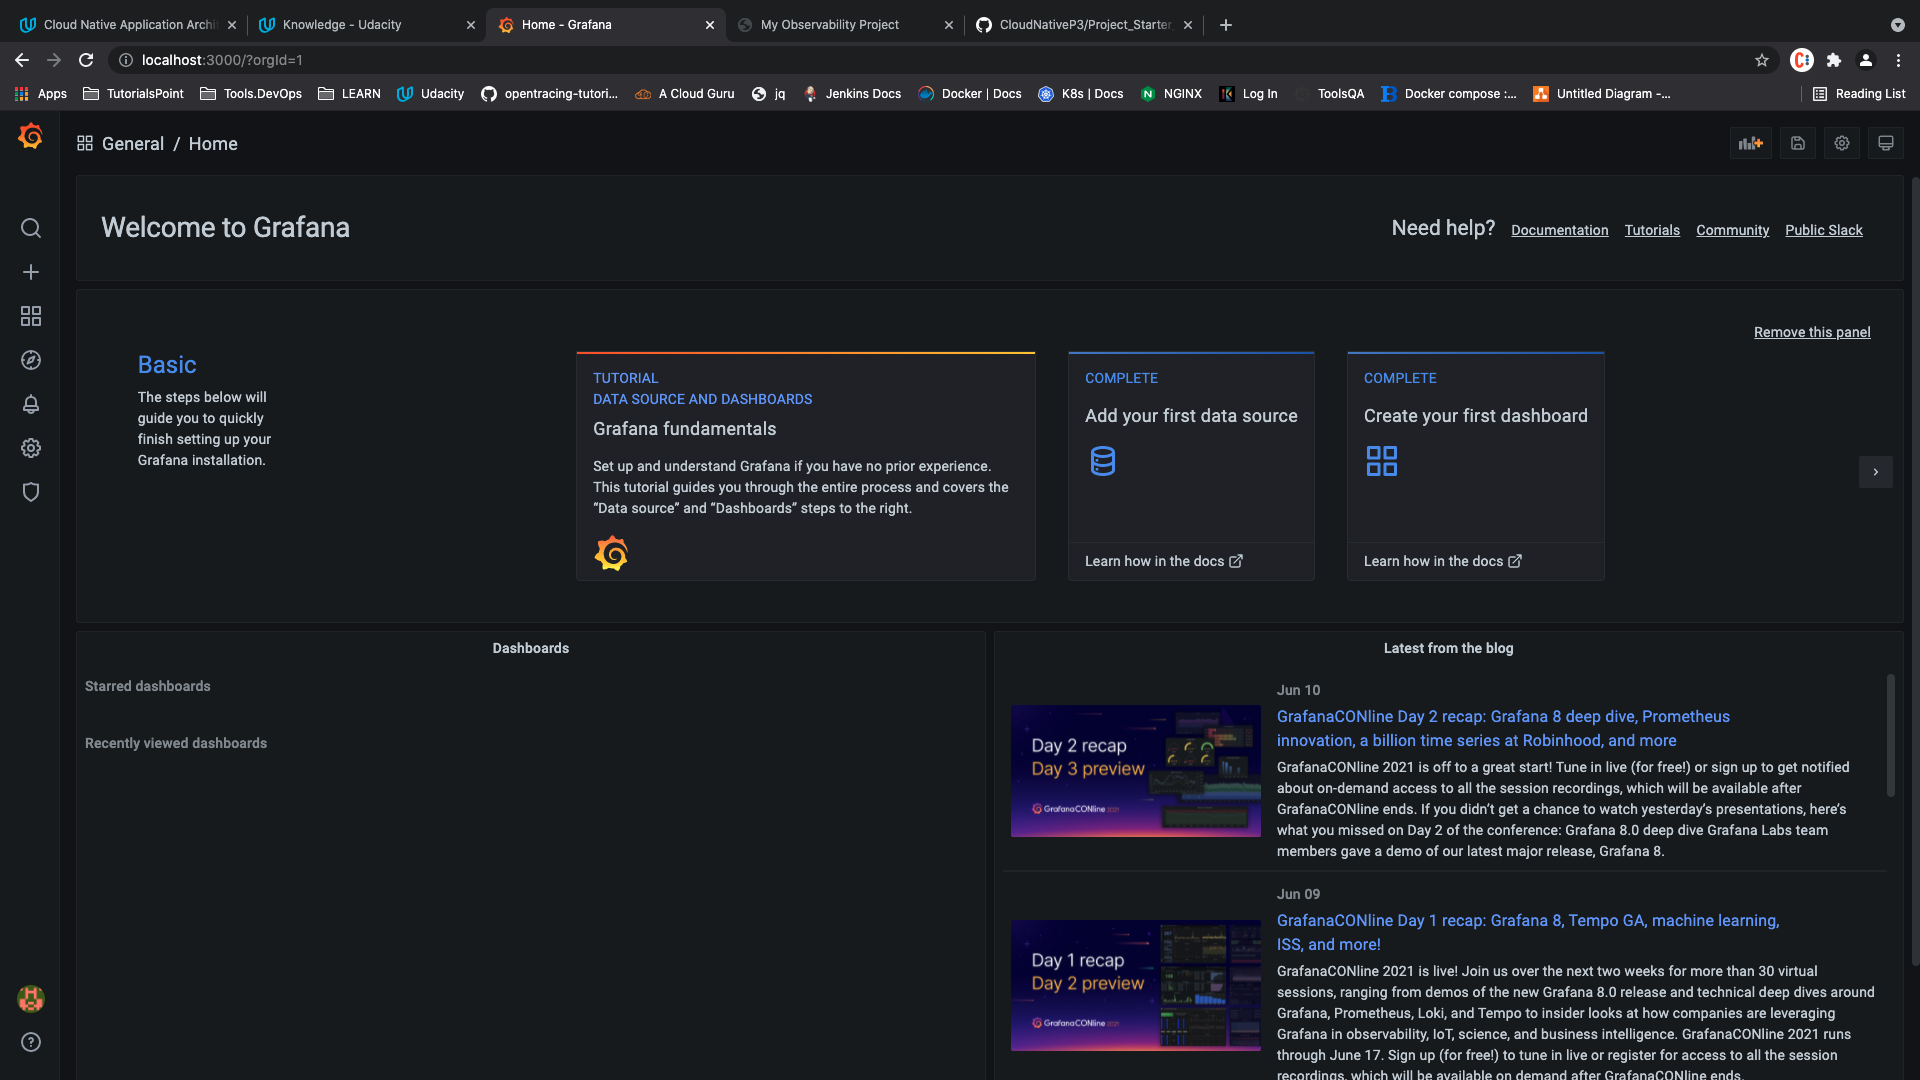 Cloud Native Application Archi
Knowledge - Udacity
Home - Grafana
My Observability Project
CloudNativeP3/Project_Starter
localhost:3000/?orgId=1
Apps
TutorialsPoint
Tools.DevOps
LEARN
Udacity
opentracing-tutori...
A Cloud Guru
jq
Jenkins Docs
Docker | Docs
K8s | Docs
NGINX
Log In
ToolsQA
Docker compose :...
Untitled Diagram -...
Reading List
General / Home
Welcome to Grafana
Need help?
Documentation
Tutorials
Community
Public Slack
Remove this panel
Basic
The steps below will
guide you to quickly
finish setting up your
Grafana installation.
TUTORIAL
DATA SOURCE AND DASHBOARDS
Grafana fundamentals
Set up and understand Grafana if you have no prior experience.
This tutorial guides you through the entire process and covers the
“Data source” and “Dashboards” steps to the right.
COMPLETE
Add your first data source
Learn how in the docs
COMPLETE
Create your first dashboard
Learn how in the docs
Dashboards
Starred dashboards
Recently viewed dashboards
Latest from the blog
Day 2 recap
Day 3 preview
GrafanaCONline 2021
Jun 10
GrafanaCONline Day 2 recap: Grafana 8 deep dive, Prometheus
innovation, a billion time series at Robinhood, and more
GrafanaCONline 2021 is off to a great start! Tune in live (for free!) or sign up to get notified
about on-demand access to all the session recordings, which will be available after
GrafanaCONline ends. If you didn’t get a chance to watch yesterday’s presentations, here’s
what you missed on Day 2 of the conference: Grafana 8.0 deep dive Grafana Labs team
members gave a demo of our latest major release, Grafana 8.
Day 1 recap
Day 2 preview
GrafanaCONline 2021
Jun 09
GrafanaCONline Day 1 recap: Grafana 8, Tempo GA, machine learning,
ISS, and more!
GrafanaCONline 2021 is live! Join us over the next two weeks for more than 30 virtual
sessions, ranging from demos of the new Grafana 8.0 release and technical deep dives around
Grafana, Prometheus, Loki, and Tempo to insider looks at how companies are leveraging
Grafana in observability, IoT, science, and business intelligence. GrafanaCONline 2021 runs
through June 17. Sign up (for free!) to tune in live or register for access to all the session
recordings, which will be available on demand after GrafanaCONline ends.